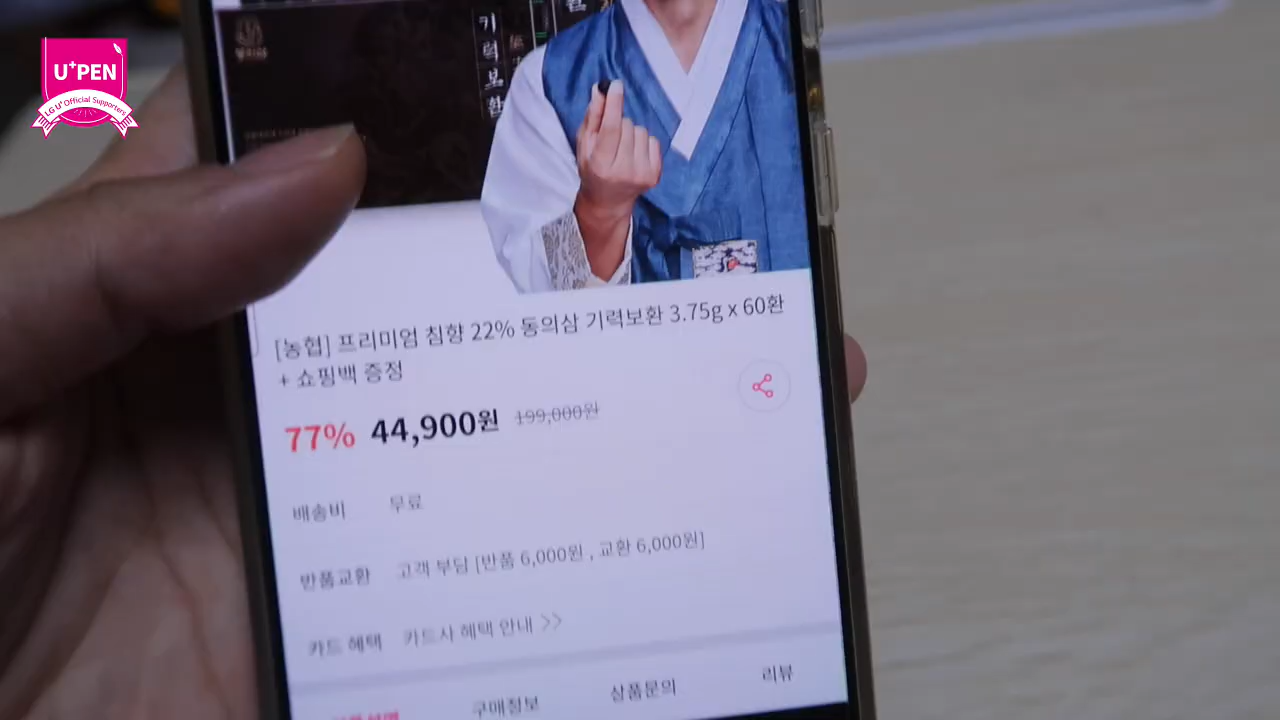 U+PEN
LG U+ Official Supporters
기력보환
[농협] 프리미엄 침향 22% 동의삼 기력보환 3.75g x 60환
+ 쇼핑백 증정
77% 44,900원 199,000원
배송비 무료
반품교환 고객 부담 [반품 6,000원 , 교환 6,000원]
카드 혜택 카드사 혜택 안내 >>
구매정보 상품문의 리뷰